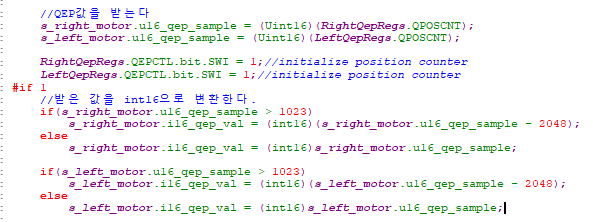 //QEP값을 받는다
s_right_motor.u16_qep_sample = (Uint16)(RightQepRegs.QPOSCNT);
s_left_motor.u16_qep_sample = (Uint16)(LeftQepRegs.QPOSCNT);
RightQepRegs.QEPCTL.bit.SWI = 1;//initialize position counter
LeftQepRegs.QEPCTL.bit.SWI = 1;//initialize position counter
#if 1
//받은 값을 int16으로 변환한다.
if(s_right_motor.u16_qep_sample > 1023)
s_right_motor.i16_qep_val = (int16)(s_right_motor.u16_qep_sample - 2048);
else
s_right_motor.i16_qep_val = (int16)s_right_motor.u16_qep_sample;
if(s_left_motor.u16_qep_sample > 1023)
s_left_motor.i16_qep_val = (int16)(s_left_motor.u16_qep_sample - 2048);
else
s_left_motor.i16_qep_val = (int16)s_left_motor.u16_qep_sample;